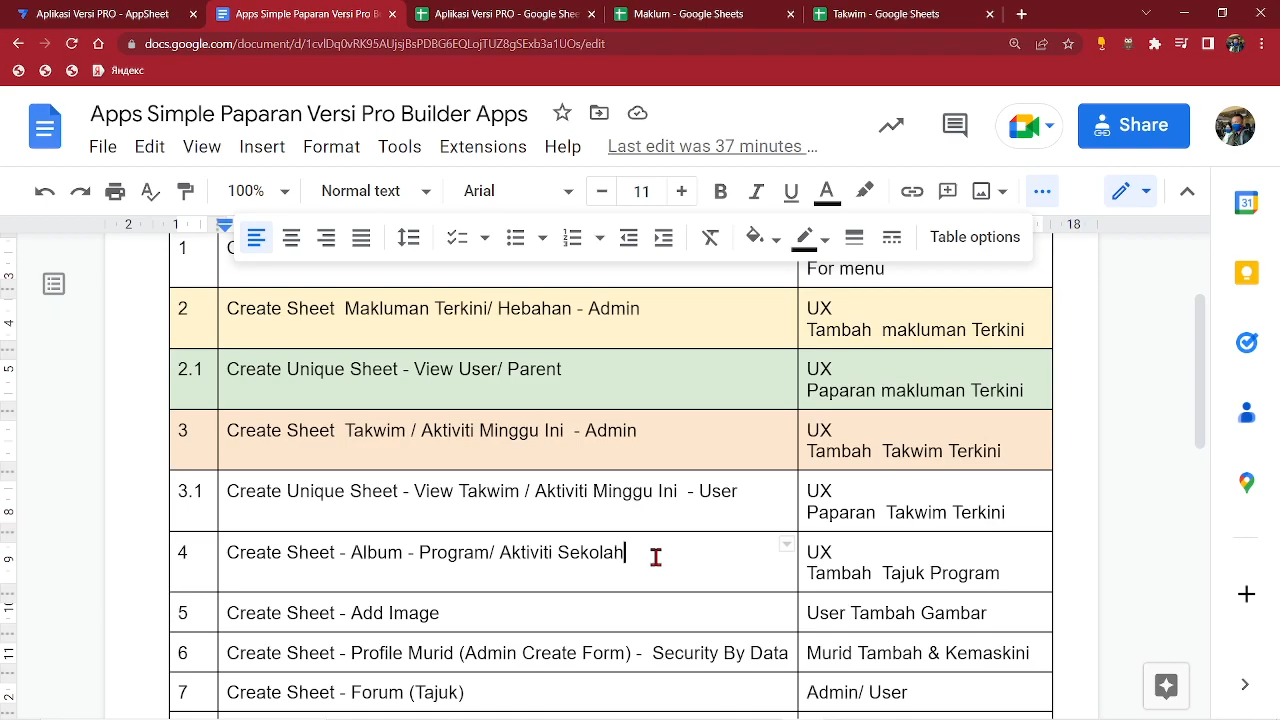 Aplikasi Versi PRO - AppSheet
Apps Simple Paparan Versi Pro B
Aplikasi Versi PRO - Google Shee
Maklum - Google Sheets
Takwim - Google Sheets
docs.google.com/document/d/1cvlDq0vRK95AUjsjBsPDBG6EQLojTUZ8gSExb3a1UOs/edit
Яндекс
Apps Simple Paparan Versi Pro Builder Apps
Share
File Edit View Insert Format Tools Extensions Help Last edit was 37 minutes ...
100% Normal text Arial 11
2 1 18
Table options
1
For menu
2 Create Sheet Makluman Terkini/ Hebahan - Admin UX
Tambah makluman Terkini
2.1 Create Unique Sheet - View User/ Parent UX
Paparan makluman Terkini
3 Create Sheet Takwim / Aktiviti Minggu Ini - Admin UX
Tambah Takwim Terkini
3.1 Create Unique Sheet - View Takwim / Aktiviti Minggu Ini - User UX
Paparan Takwim Terkini
4 Create Sheet - Album - Program/ Aktiviti Sekolah UX
Tambah Tajuk Program
5 Create Sheet - Add Image User Tambah Gambar
6 Create Sheet - Profile Murid (Admin Create Form) - Security By Data Murid Tambah & Kemaskini
7 Create Sheet - Forum (Tajuk) Admin/ User